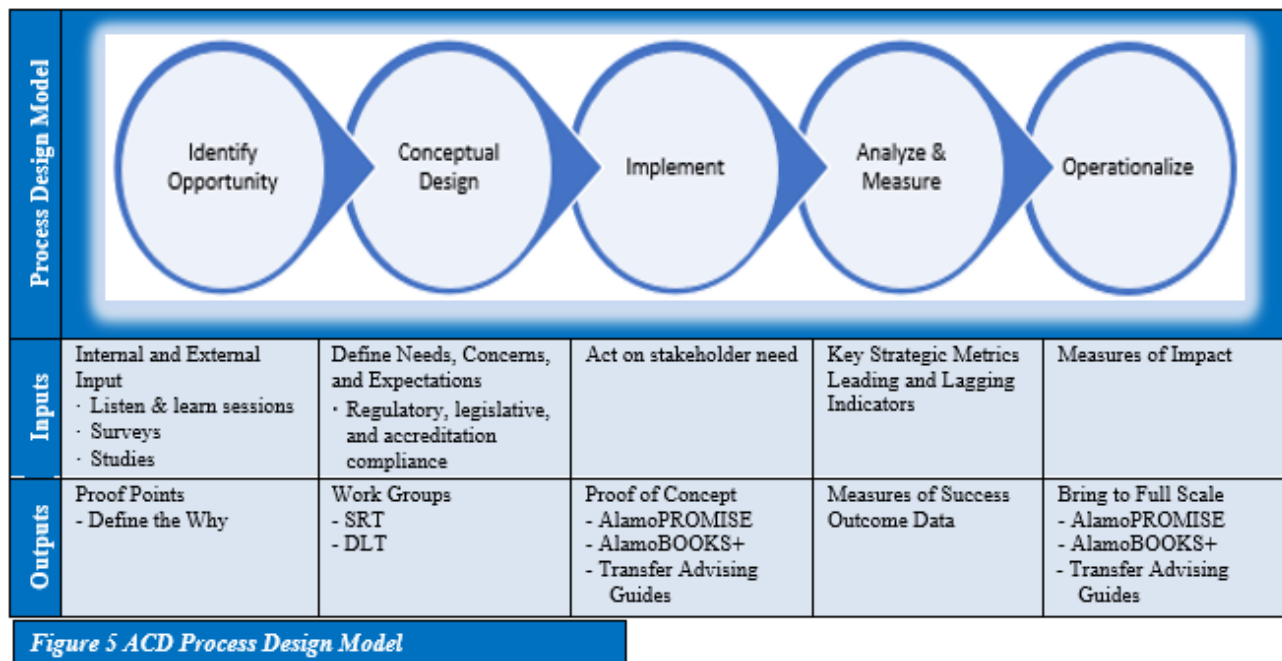 Process Design Model
Identify
Opportunity
Conceptual
Design
Implement
Analyze &
Measure
Operationalize
Inputs
Internal and External
Input
· Listen & learn sessions
· Surveys
· Studies
Define Needs, Concerns,
and Expectations
· Regulatory, legislative,
and accreditation
compliance
Act on stakeholder need
Key Strategic Metrics
Leading and Lagging
Indicators
Measures of Impact
Outputs
Proof Points
- Define the Why
Work Groups
- SRT
- DLT
Proof of Concept
- AlamoPROMISE
- AlamoBOOKS+
- Transfer Advising
Guides
Measures of Success
Outcome Data
Bring to Full Scale
- AlamoPROMISE
- AlamoBOOKS+
- Transfer Advising
Guides
Figure 5 ACD Process Design Model